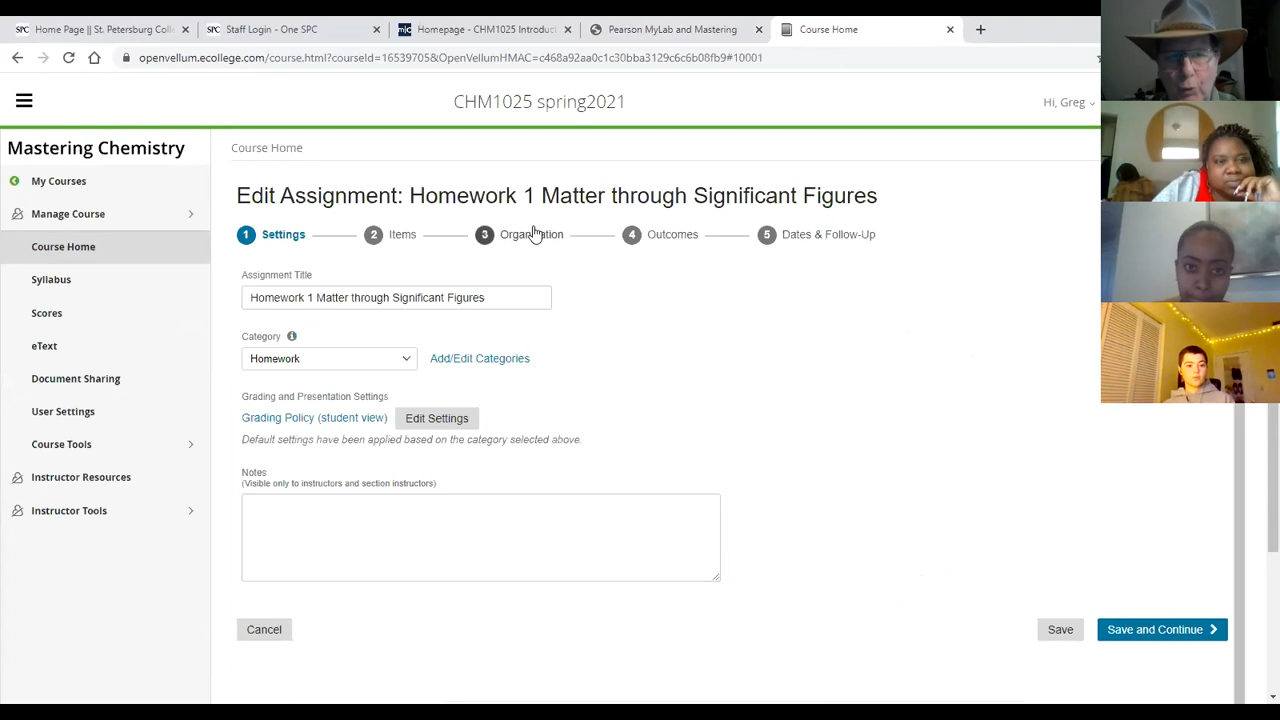 SPC Home Page || St. Petersburg Coll
SPC Staff Login - One SPC
mic Homepage - CHM1025 Introduc
Pearson MyLab and Mastering
Course Home
openvellum.ecollege.com/course.html?courseId=16539705&OpenVellumHMAC=c468a92aa0c1c30bba3129c6c6b08fb9#10001
CHM1025 spring2021
Hi, Greg
Mastering Chemistry
My Courses
Manage Course
Course Home
Syllabus
Scores
eText
Document Sharing
User Settings
Course Tools
Instructor Resources
Instructor Tools
Course Home
Edit Assignment: Homework 1 Matter through Significant Figures
1 Settings 2 Items 3 Organization 4 Outcomes 5 Dates & Follow-Up
Assignment Title
Homework 1 Matter through Significant Figures
Category
Homework Add/Edit Categories
Grading and Presentation Settings
Grading Policy (student view) Edit Settings
Default settings have been applied based on the category selected above.
Notes
(Visible only to instructors and section instructors)
Cancel Save Save and Continue